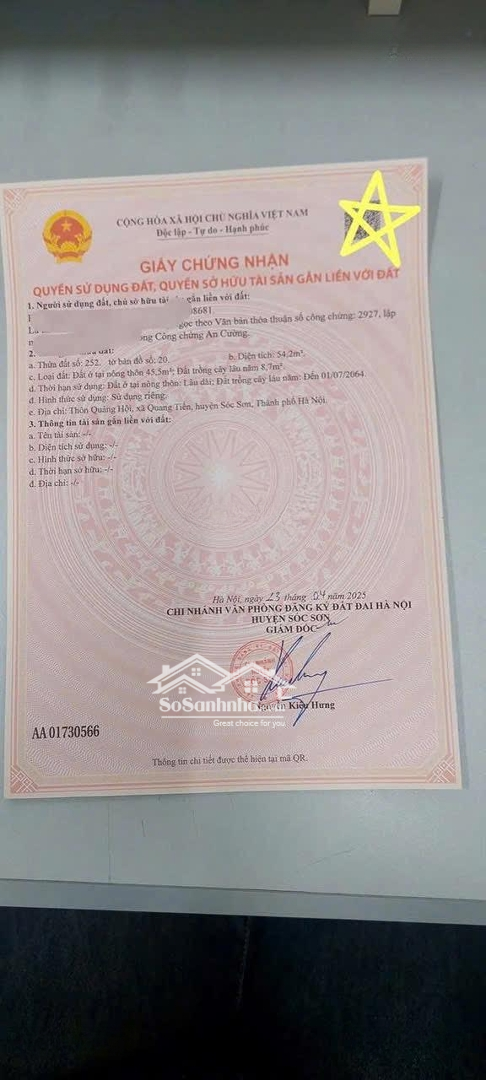 CỘNG HÒA XÃ HỘI CHỦ NGHĨA VIỆT NAM
Độc lập - Tự do - Hạnh phúc
GIẤY CHỨNG NHẬN
QUYỀN SỬ DỤNG ĐẤT, QUYỀN SỞ HỮU TÀI SẢN GẮN LIỀN VỚI ĐẤT
1. Người sử dụng đất, chủ sở hữu tài sản gắn liền với đất:
08681
gọc theo Văn bản thỏa thuận số công chứng: 2927, lập
òng Công chứng An Cường.
2. đất:
a. Thửa đất số: 252. tờ bản đồ số: 20. b. Diện tích: 54,2m².
c. Loại đất: Đất ở tại nông thôn 45,5m²; Đất trồng cây lâu năm 8,7m².
d. Thời hạn sử dụng: Đất ở tại nông thôn: Lâu dài; Đất trồng cây lâu năm: Đến 01/07/2064.
đ. Hình thức sử dụng: Sử dụng riêng.
e. Địa chỉ: Thôn Quảng Hội, xã Quang Tiến, huyện Sóc Sơn, Thành phố Hà Nội.
3. Thông tin tài sản gắn liền với đất:
a. Tên tài sản: -/-
b. Diện tích sử dụng: -/-
c. Hình thức sở hữu: -/-
d. Thời hạn sở hữu: -/-
đ. Địa chỉ: -/-
Hà Nội, ngày 23 tháng 04 năm 2025
CHI NHÁNH VĂN PHÒNG ĐĂNG KÝ ĐẤT ĐAI HÀ NỘI
HUYỆN SÓC SƠN
GIÁM ĐỐC
SoSanhnha
Great choice for you
Nguyễn Kiều Hưng
AA 01730566
Thông tin chi tiết được thể hiện tại mã QR.